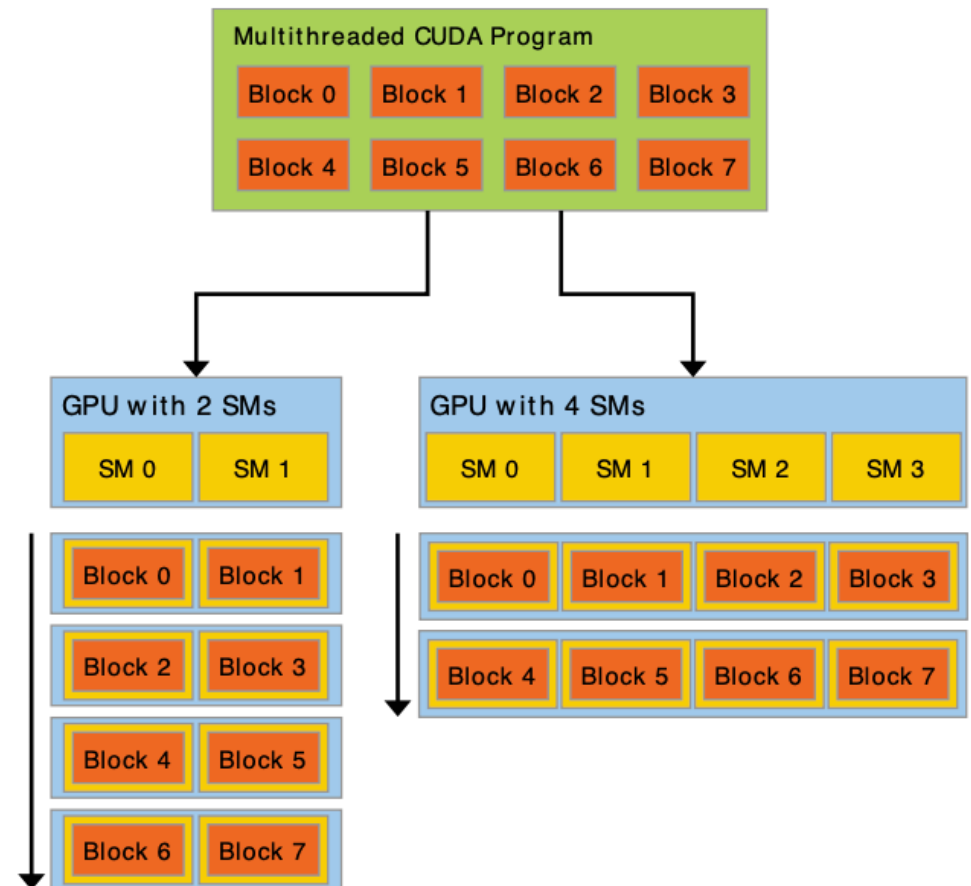 Multithreaded CUDA Program
Block 0 Block 1 Block 2 Block 3
Block 4 Block 5 Block 6 Block 7
GPU with 2 SMs
SM 0 SM 1
Block 0 Block 1
Block 2 Block 3
Block 4 Block 5
Block 6 Block 7
GPU with 4 SMs
SM 0 SM 1 SM 2 SM 3
Block 0 Block 1 Block 2 Block 3
Block 4 Block 5 Block 6 Block 7